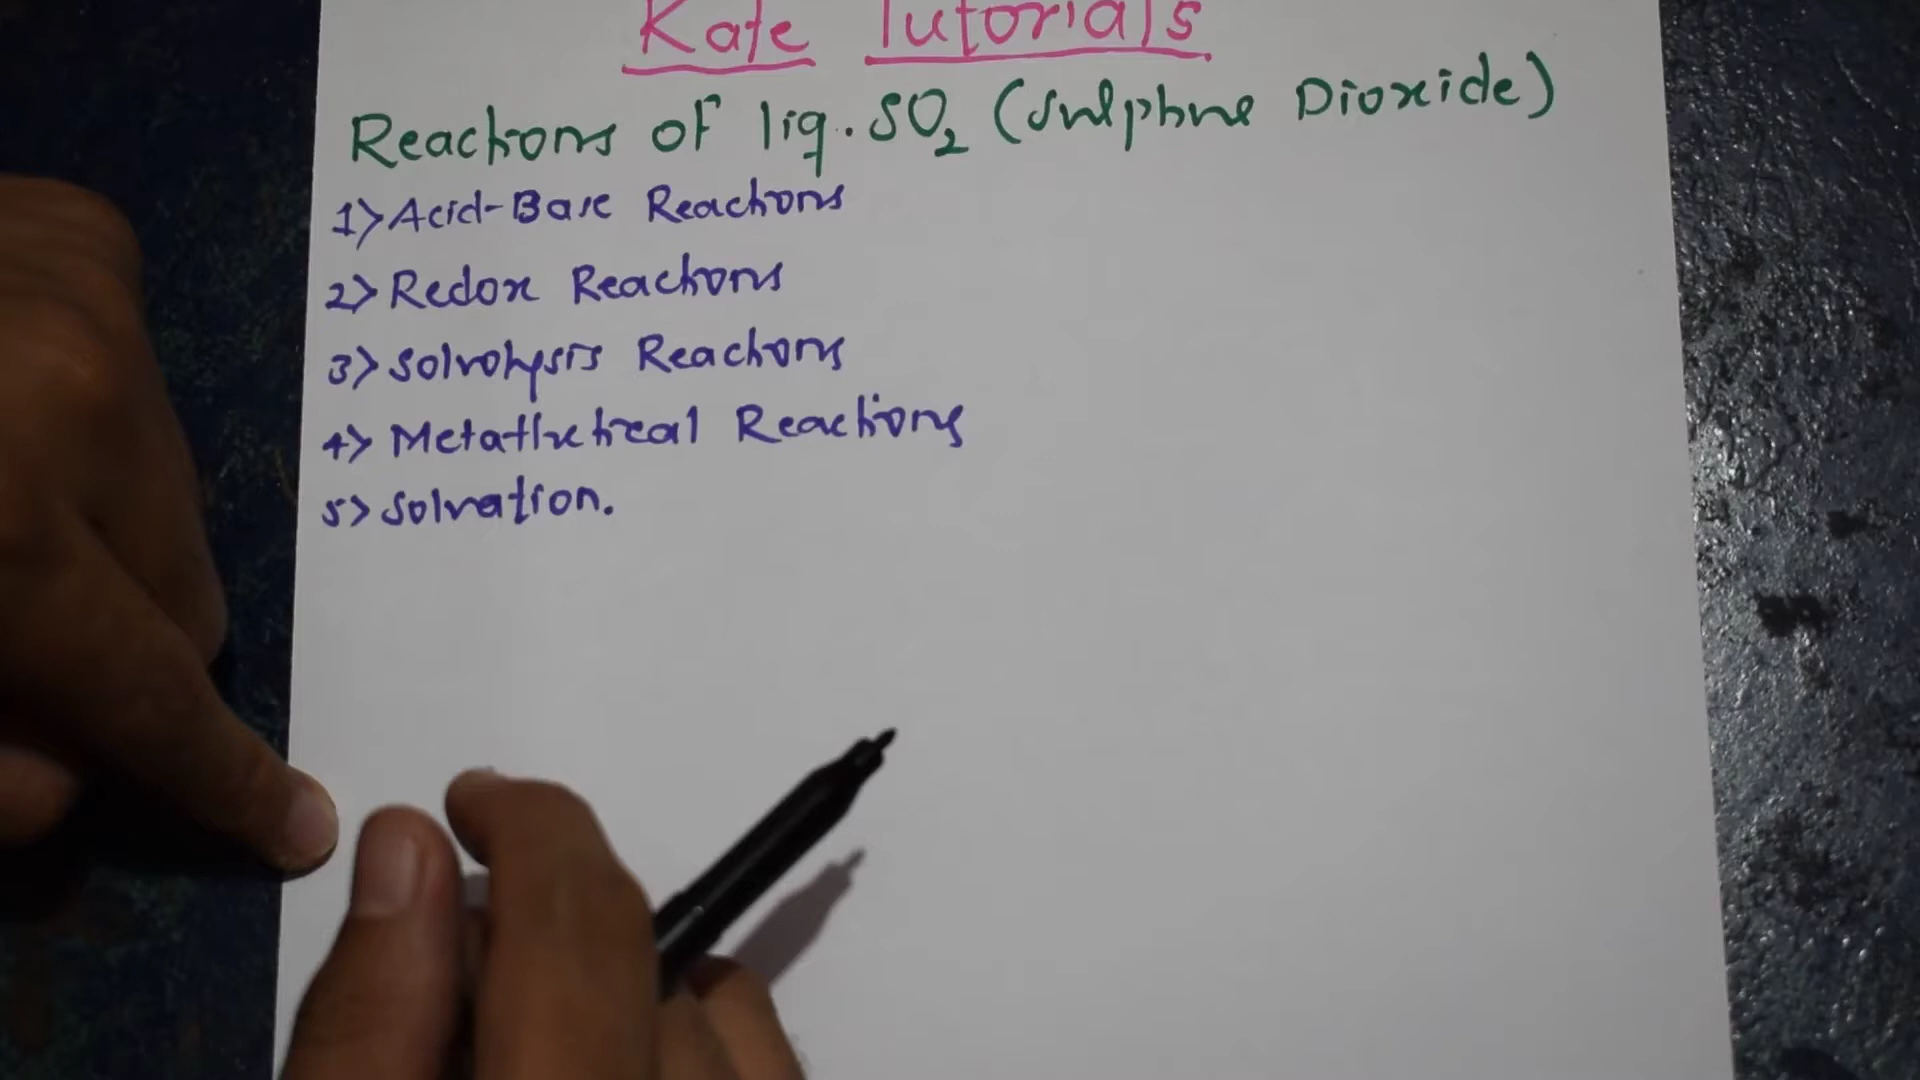 Kate Tutorials
Reactions of liq. SO₂ (Sulphur Dioxide)
1> Acid-Base Reactions
2> Redox Reactions
3> Solvolysis Reactions
4> Metathetical Reactions
5> Solvation.